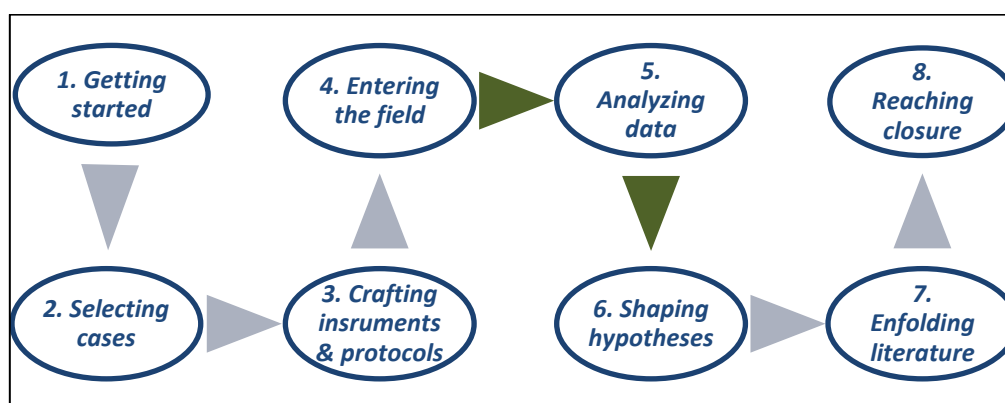 1. Getting
started
2. Selecting
cases
3. Crafting
insruments
& protocols
4. Entering
the field
5.
Analyzing
data
6. Shaping
hypotheses
7.
Enfolding
literature
8.
Reaching
closure